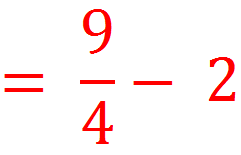 = 9/4 − 2